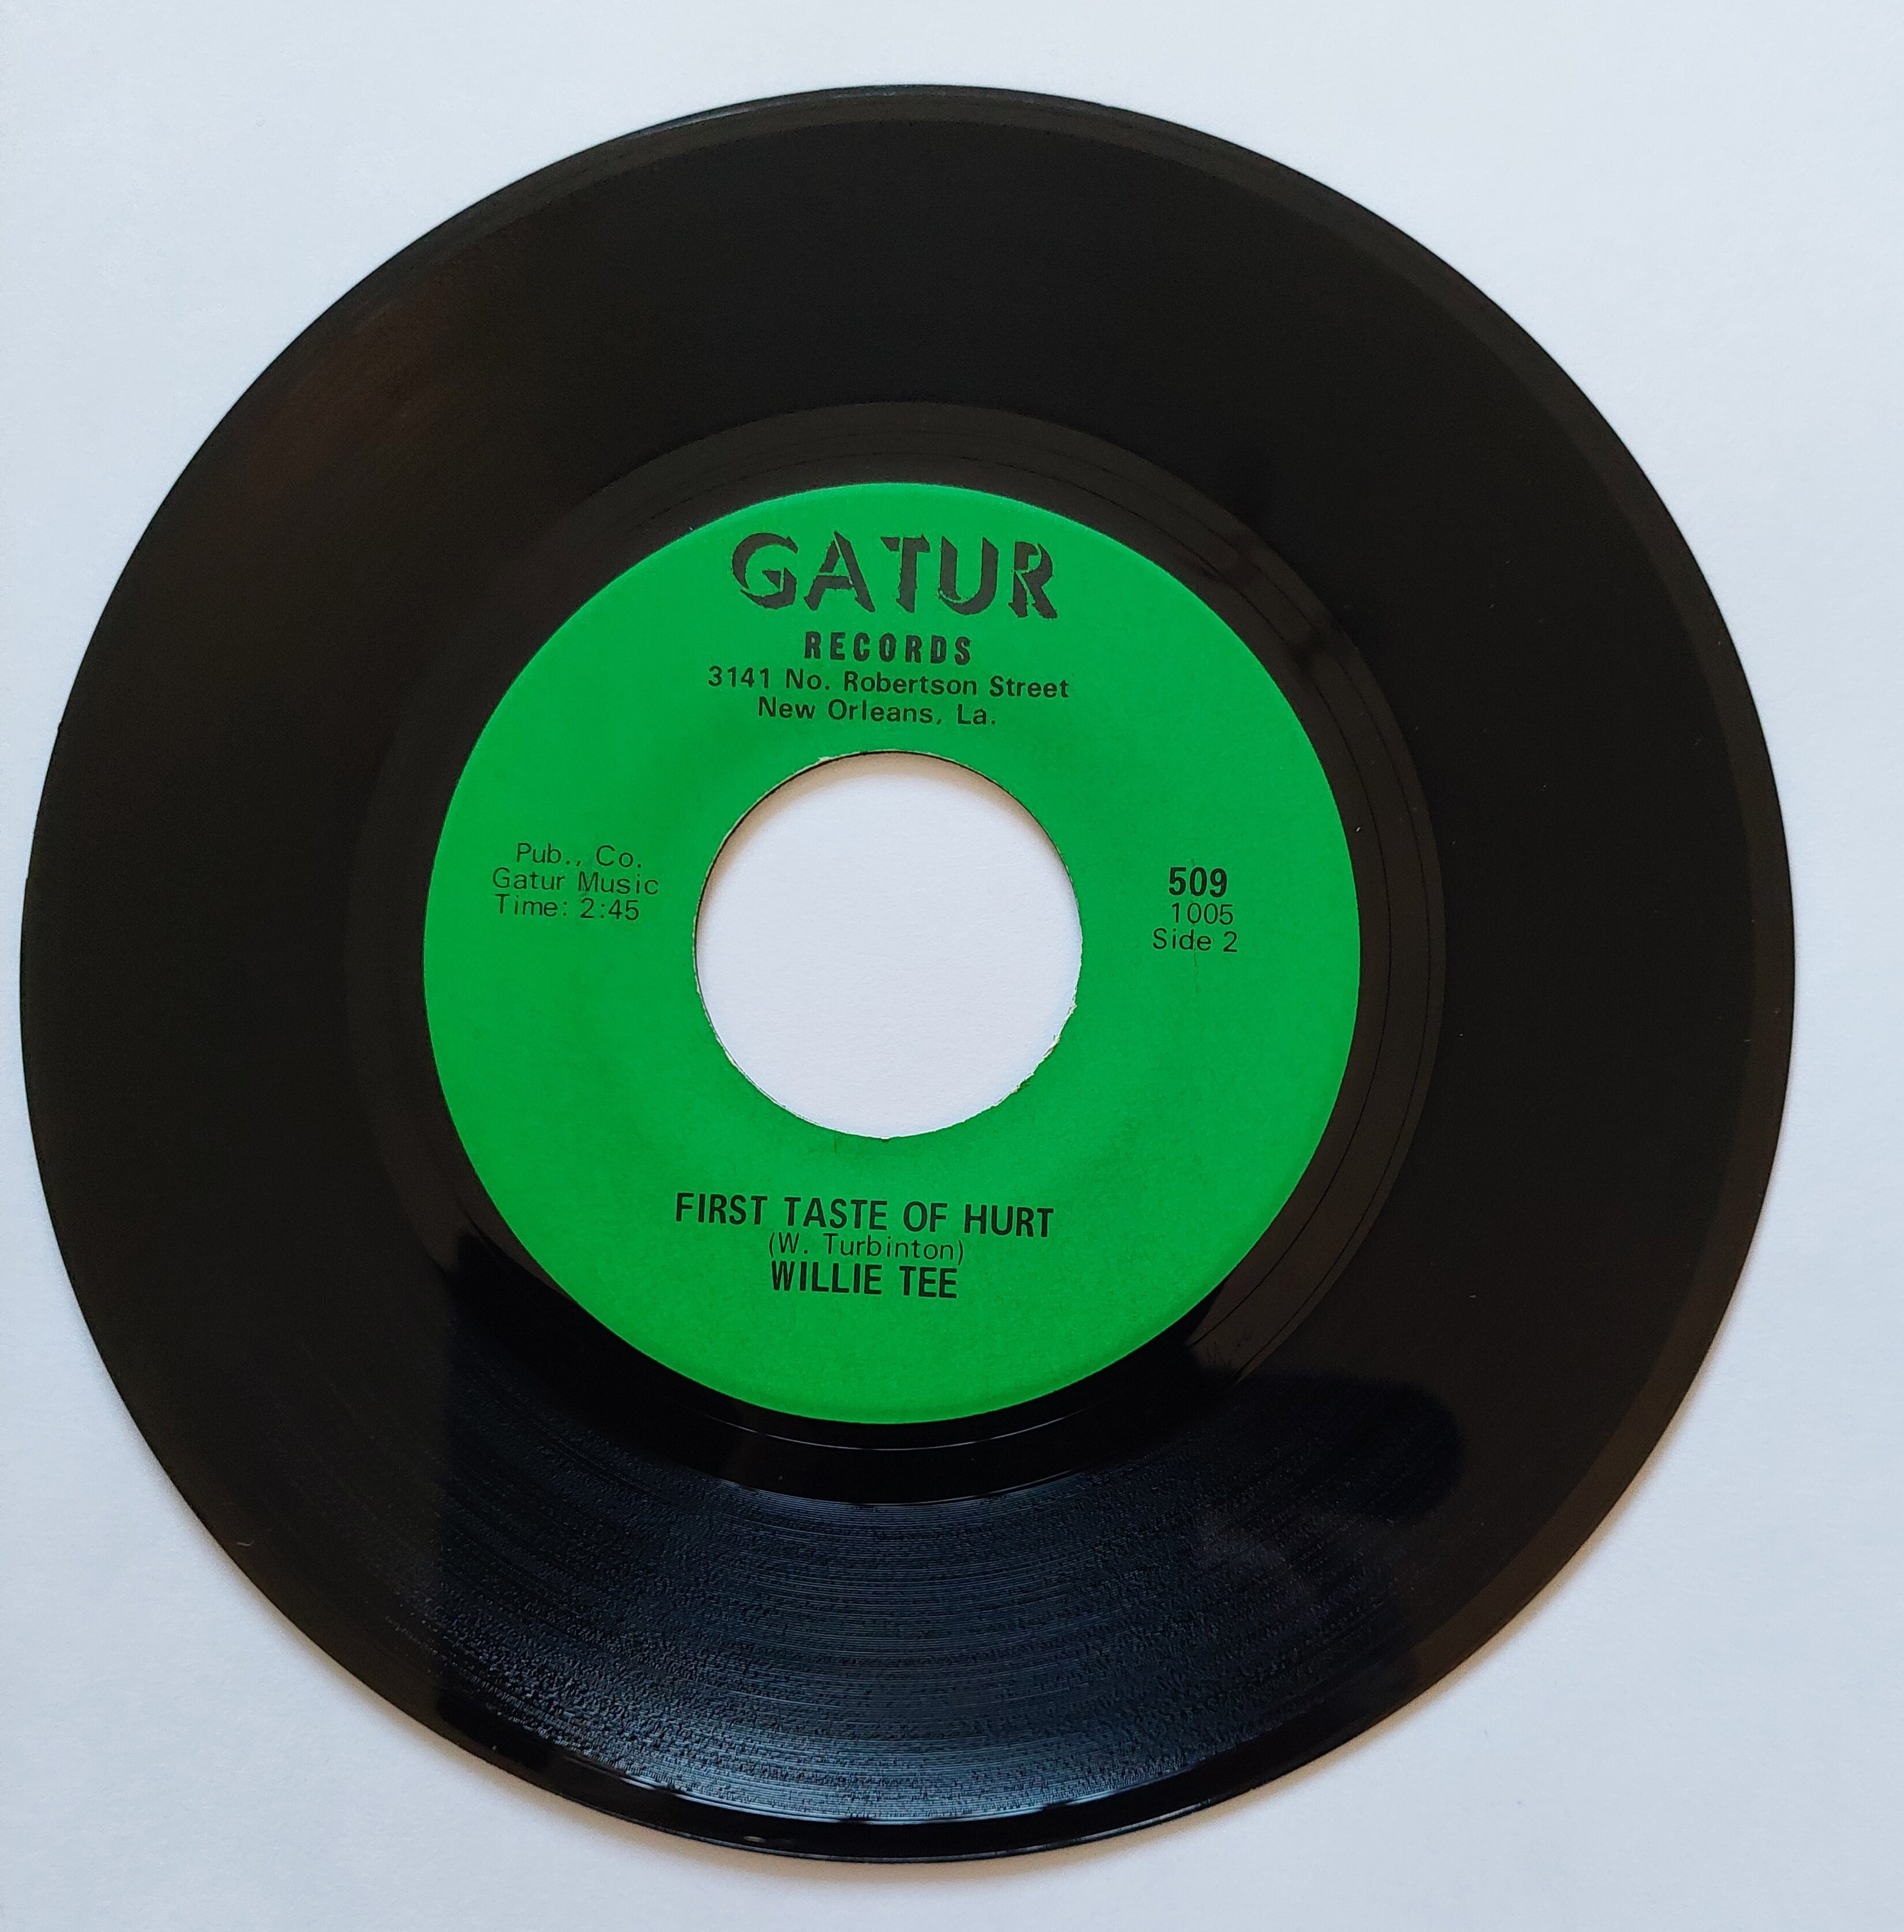 GATUR
RECORDS
3141 No. Robertson Street
New Orleans, La.
Pub., Co.
Gatur Music
Time: 2:45
509
1005
Side 2
FIRST TASTE OF HURT
(W. Turbinton)
WILLIE TEE